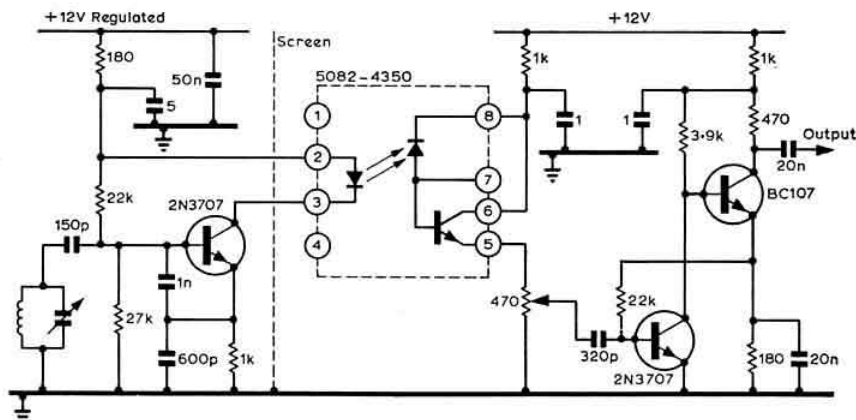 +12V Regulated
+12V
180
50n
5
Screen
5082-4350
1
2
3
4
8
7
6
5
1k
1
1
1k
3·9k
470
Output
20n
BC107
22k
2N3707
150p
1n
27k
600p
1k
470
22k
320p
2N3707
180
20n